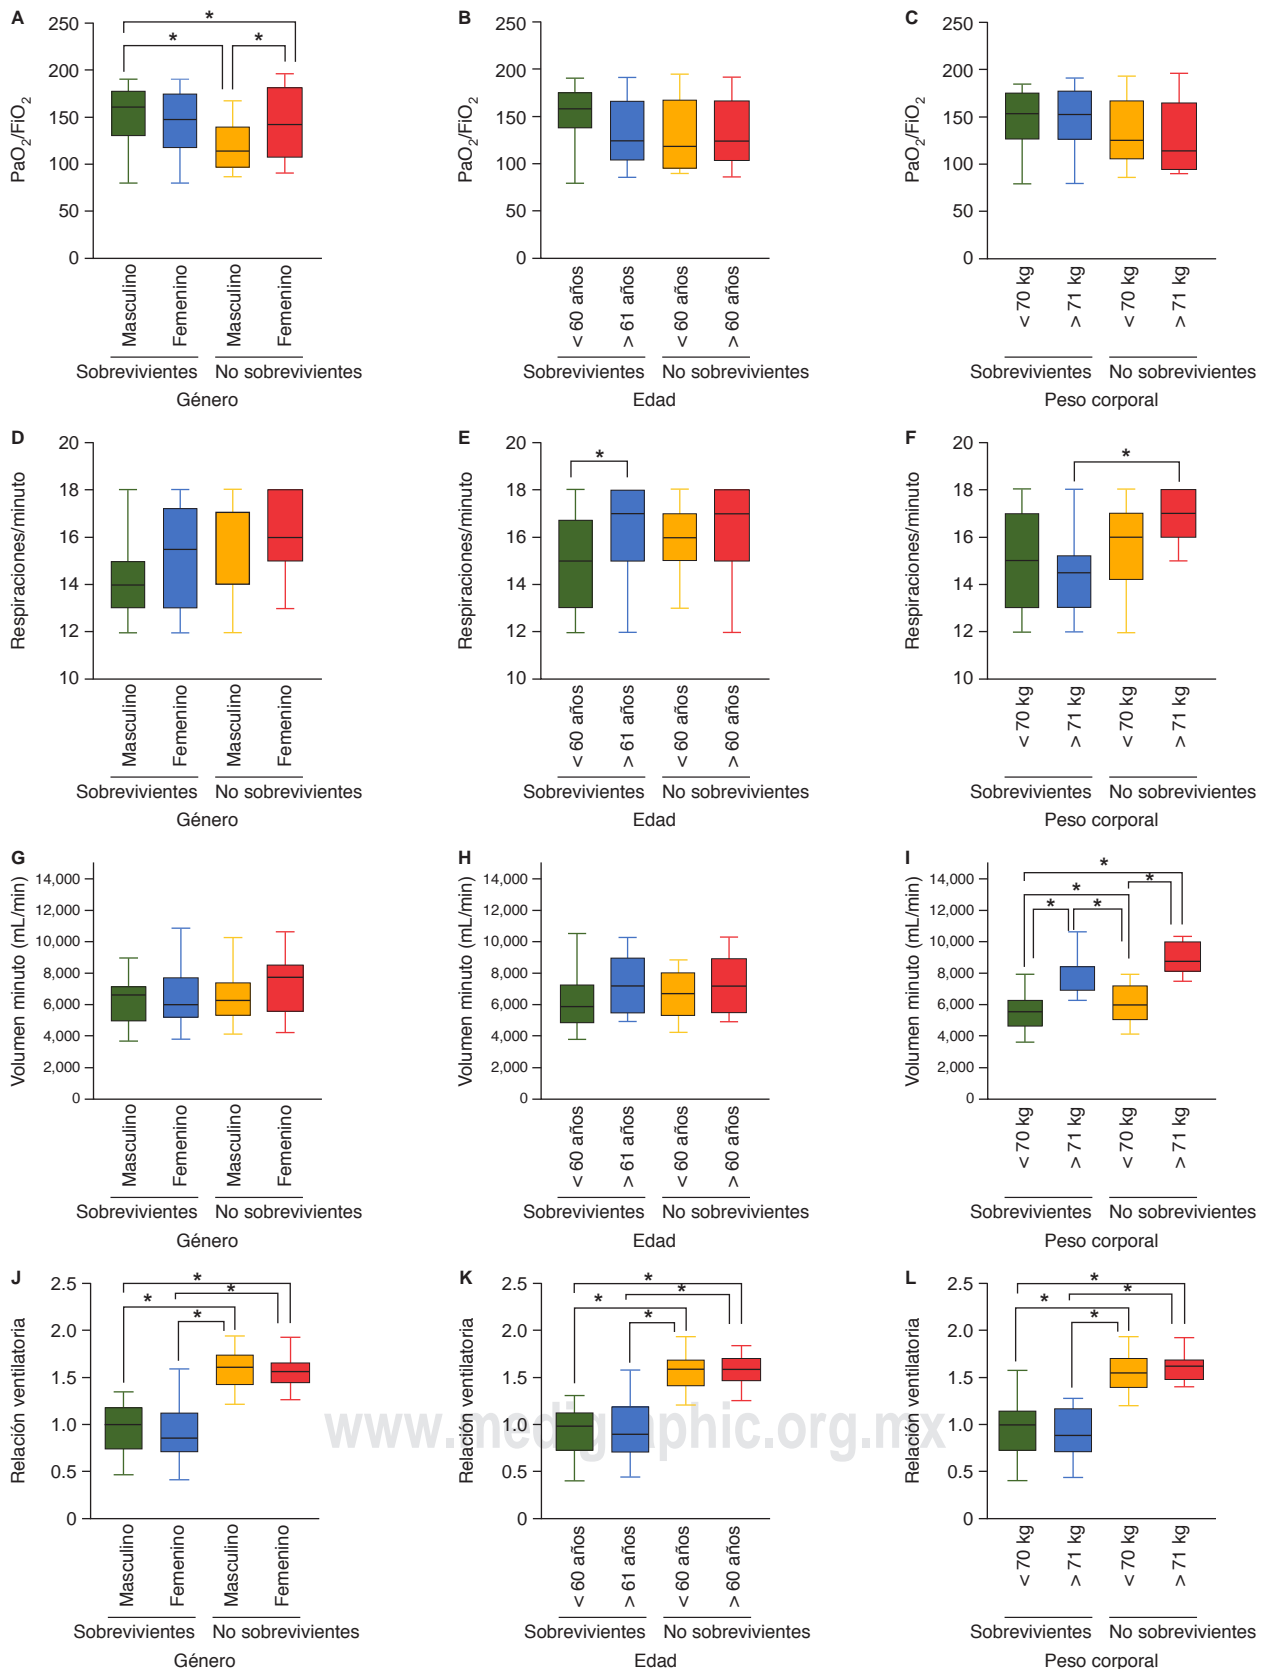 A
PaO2/FiO2
250
200
150
100
50
0
* * *
Masculino
Femenino
Masculino
Femenino
Sobrevivientes
No sobrevivientes
Género
B
PaO2/FiO2
250
200
150
100
50
0
< 60 años
> 61 años
< 60 años
> 60 años
Sobrevivientes
No sobrevivientes
Edad
C
PaO2/FiO2
250
200
150
100
50
0
< 70 kg
> 71 kg
< 70 kg
> 71 kg
Sobrevivientes
No sobrevivientes
Peso corporal
D
Respiraciones/minuto
20
18
16
14
12
10
Masculino
Femenino
Masculino
Femenino
Sobrevivientes
No sobrevivientes
Género
E
Respiraciones/minuto
20
18
16
14
12
10
*
< 60 años
> 61 años
< 60 años
> 60 años
Sobrevivientes
No sobrevivientes
Edad
F
Respiraciones/minuto
20
18
16
14
12
10
*
< 70 kg
> 71 kg
< 70 kg
> 71 kg
Sobrevivientes
No sobrevivientes
Peso corporal
G
Volumen minuto (mL/min)
14,000
12,000
10,000
8,000
6,000
4,000
2,000
0
Masculino
Femenino
Masculino
Femenino
Sobrevivientes
No sobrevivientes
Género
H
Volumen minuto (mL/min)
14,000
12,000
10,000
8,000
6,000
4,000
2,000
0
< 60 años
> 61 años
< 60 años
> 60 años
Sobrevivientes
No sobrevivientes
Edad
I
Volumen minuto (mL/min)
14,000
12,000
10,000
8,000
6,000
4,000
2,000
0
* * * * *
< 70 kg
> 71 kg
< 70 kg
> 71 kg
Sobrevivientes
No sobrevivientes
Peso corporal
J
Relación ventilatoria
2.5
2.0
1.5
1.0
0.5
0
* * * *
Masculino
Femenino
Masculino
Femenino
Sobrevivientes
No sobrevivientes
Género
K
Relación ventilatoria
2.5
2.0
1.5
1.0
0.5
0
* * * *
< 60 años
> 61 años
< 60 años
> 60 años
Sobrevivientes
No sobrevivientes
Edad
L
Relación ventilatoria
2.5
2.0
1.5
1.0
0.5
0
* * * *
< 70 kg
> 71 kg
< 70 kg
> 71 kg
Sobrevivientes
No sobrevivientes
Peso corporal
www.medigraphic.org.mx